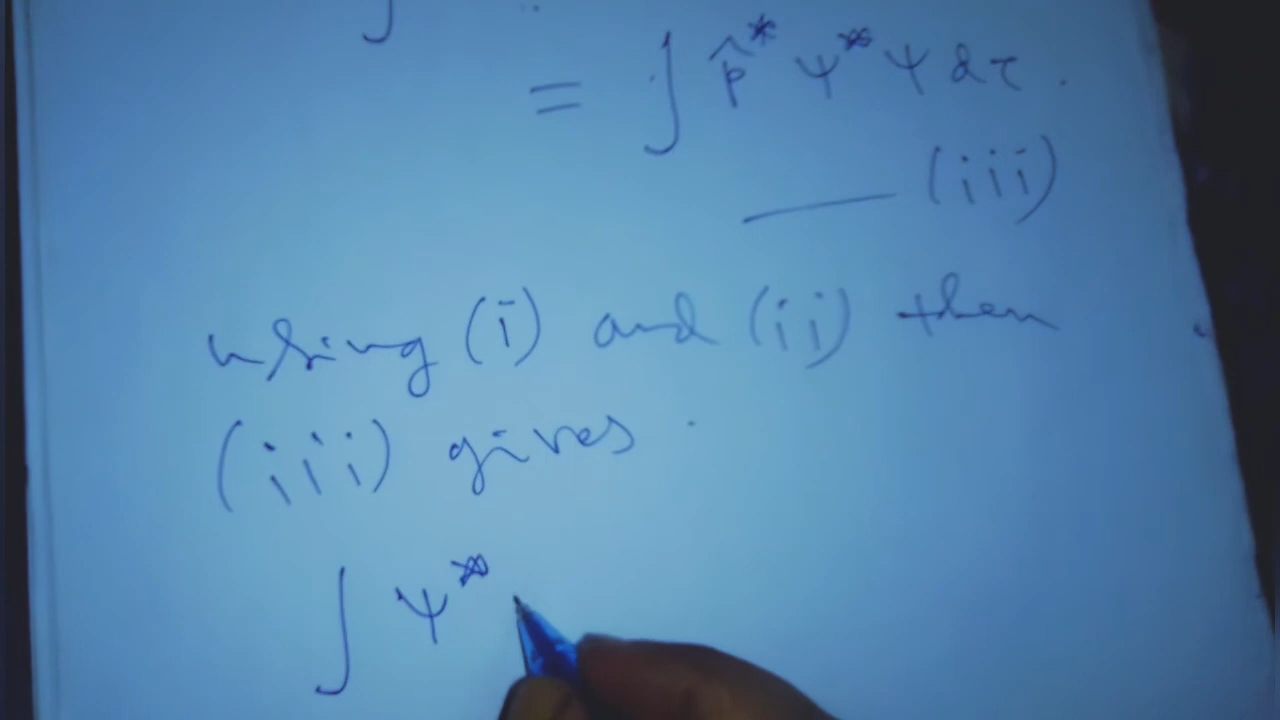 = ∫ p̂* ψ* ψ dτ .
— (iii)
using (i) and (ii) then
(iii) gives .
∫ ψ*